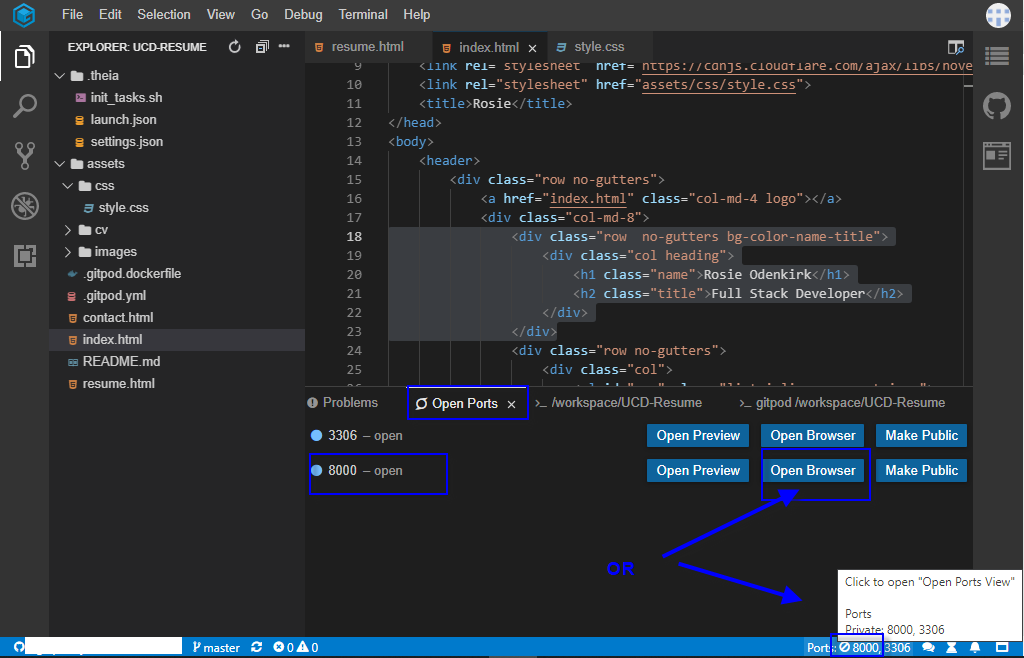 File Edit Selection View Go Debug Terminal Help
EXPLORER: UCD-RESUME
.theia
init_tasks.sh
launch.json
settings.json
assets
css
style.css
cv
images
.gitpod.dockerfile
.gitpod.yml
contact.html
index.html
README.md
resume.html
resume.html index.html × style.css
9 <link rel="stylesheet" href="https://cdnjs.cloudflare.com/ajax/libs/hove
10 <link rel="stylesheet" href="assets/css/style.css">
11 <title>Rosie</title>
12 </head>
13 <body>
14 <header>
15 <div class="row no-gutters">
16 <a href="index.html" class="col-md-4 logo"></a>
17 <div class="col-md-8">
18 <div class="row  no-gutters bg-color-name-title">
19 <div class="col heading">
20 <h1 class="name">Rosie Odenkirk</h1>
21 <h2 class="title">Full Stack Developer</h2>
22 </div>
23 </div>
24 <div class="row no-gutters">
25 <div class="col">
Problems Open Ports × >_ /workspace/UCD-Resume >_ gitpod /workspace/UCD-Resume
3306 – open Open Preview Open Browser Make Public
8000 – open Open Preview Open Browser Make Public
OR
Click to open "Open Ports View"
Ports
Private: 8000, 3306
master 0 0 Ports: 8000, 3306